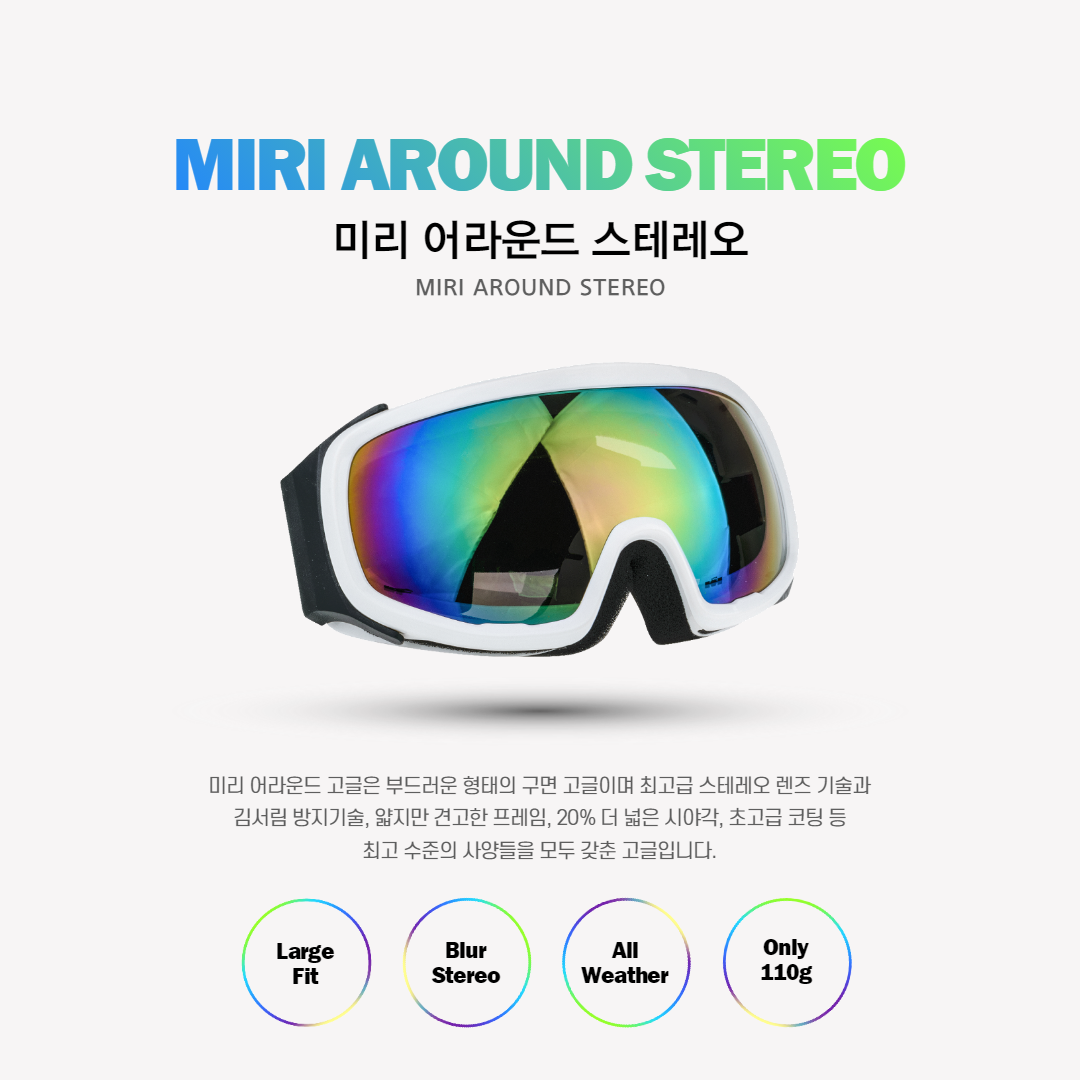 MIRI AROUND STEREO
미리 어라운드 스테레오
MIRI AROUND STEREO
미리 어라운드 고글은 부드러운 형태의 구면 고글이며 최고급 스테레오 렌즈 기술과
김서림 방지기술, 얇지만 견고한 프레임, 20% 더 넓은 시야각, 초고급 코팅 등
최고 수준의 사양들을 모두 갖춘 고글입니다.
Large
Fit
Blur
Stereo
All
Weather
Only
110g